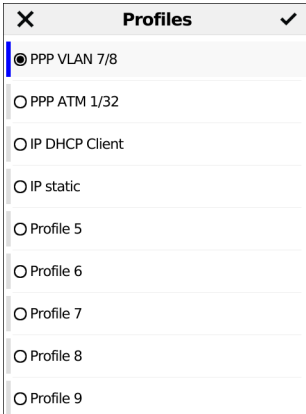 Profiles
PPP VLAN 7/8
PPP ATM 1/32
IP DHCP Client
IP static
Profile 5
Profile 6
Profile 7
Profile 8
Profile 9